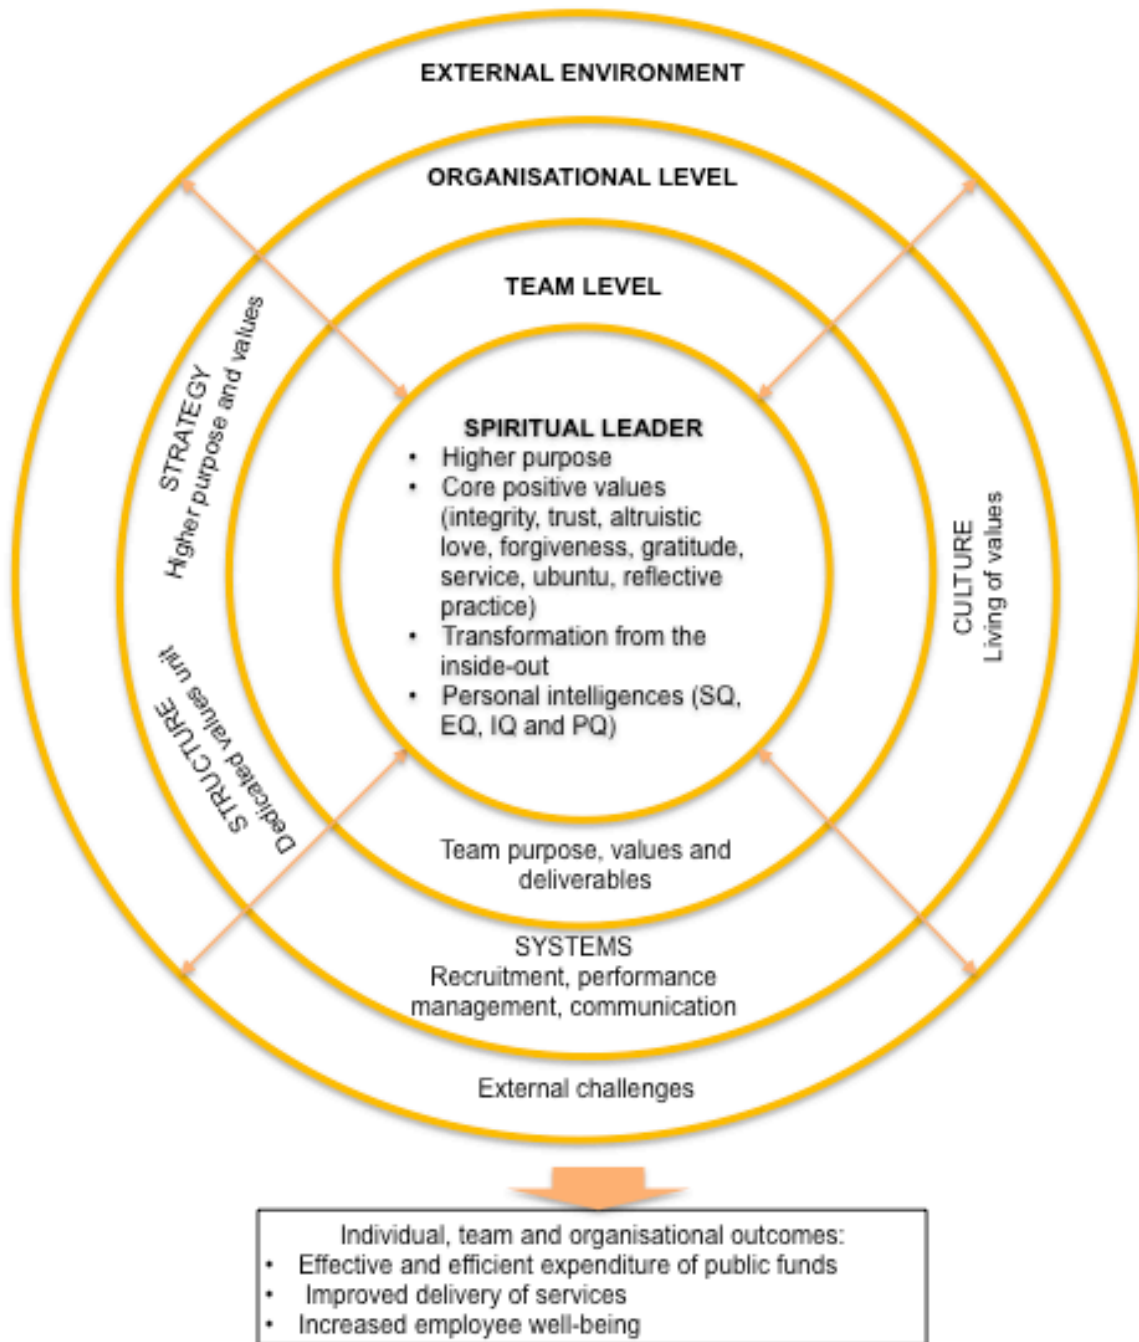 EXTERNAL ENVIRONMENT
ORGANISATIONAL LEVEL
TEAM LEVEL
STRATEGY
Higher purpose and values
STRUCTURE
Dedicated values unit
SPIRITUAL LEADER
• Higher purpose
• Core positive values
(integrity, trust, altruistic
love, forgiveness, gratitude,
service, ubuntu, reflective
practice)
• Transformation from the
inside-out
• Personal intelligences (SQ,
EQ, IQ and PQ)
CULTURE
Living of values
Team purpose, values and
deliverables
SYSTEMS
Recruitment, performance
management, communication
External challenges
Individual, team and organisational outcomes:
• Effective and efficient expenditure of public funds
• Improved delivery of services
• Increased employee well-being